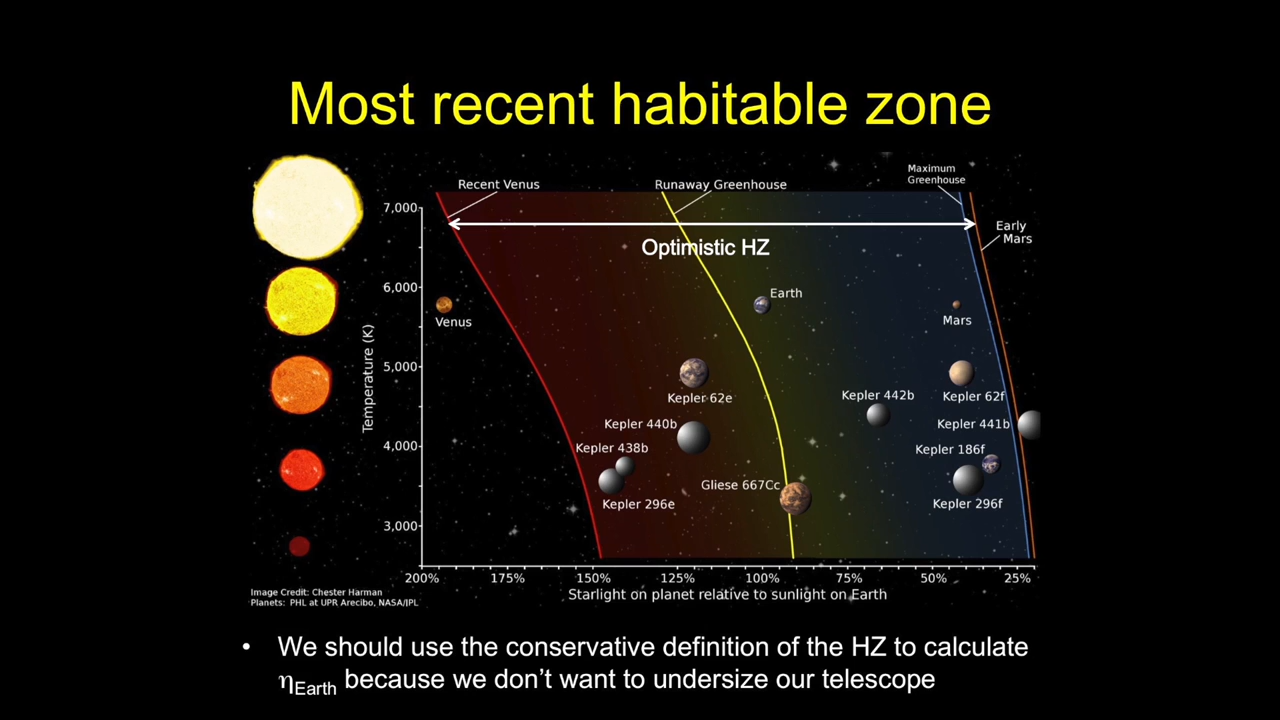 Most recent habitable zone
Recent Venus
Runaway Greenhouse
Maximum
Greenhouse
Early
Mars
Optimistic HZ
7,000
6,000
5,000
4,000
3,000
Temperature (K)
Venus
Earth
Mars
Kepler 62e
Kepler 442b
Kepler 62f
Kepler 440b
Kepler 441b
Kepler 438b
Kepler 186f
Gliese 667Cc
Kepler 296e
Kepler 296f
200% 175% 150% 125% 100% 75% 50% 25%
Starlight on planet relative to sunlight on Earth
Image Credit: Chester Harman
Planets: PHL at UPR Arecibo, NASA/JPL
• We should use the conservative definition of the HZ to calculate
ηEarth because we don’t want to undersize our telescope